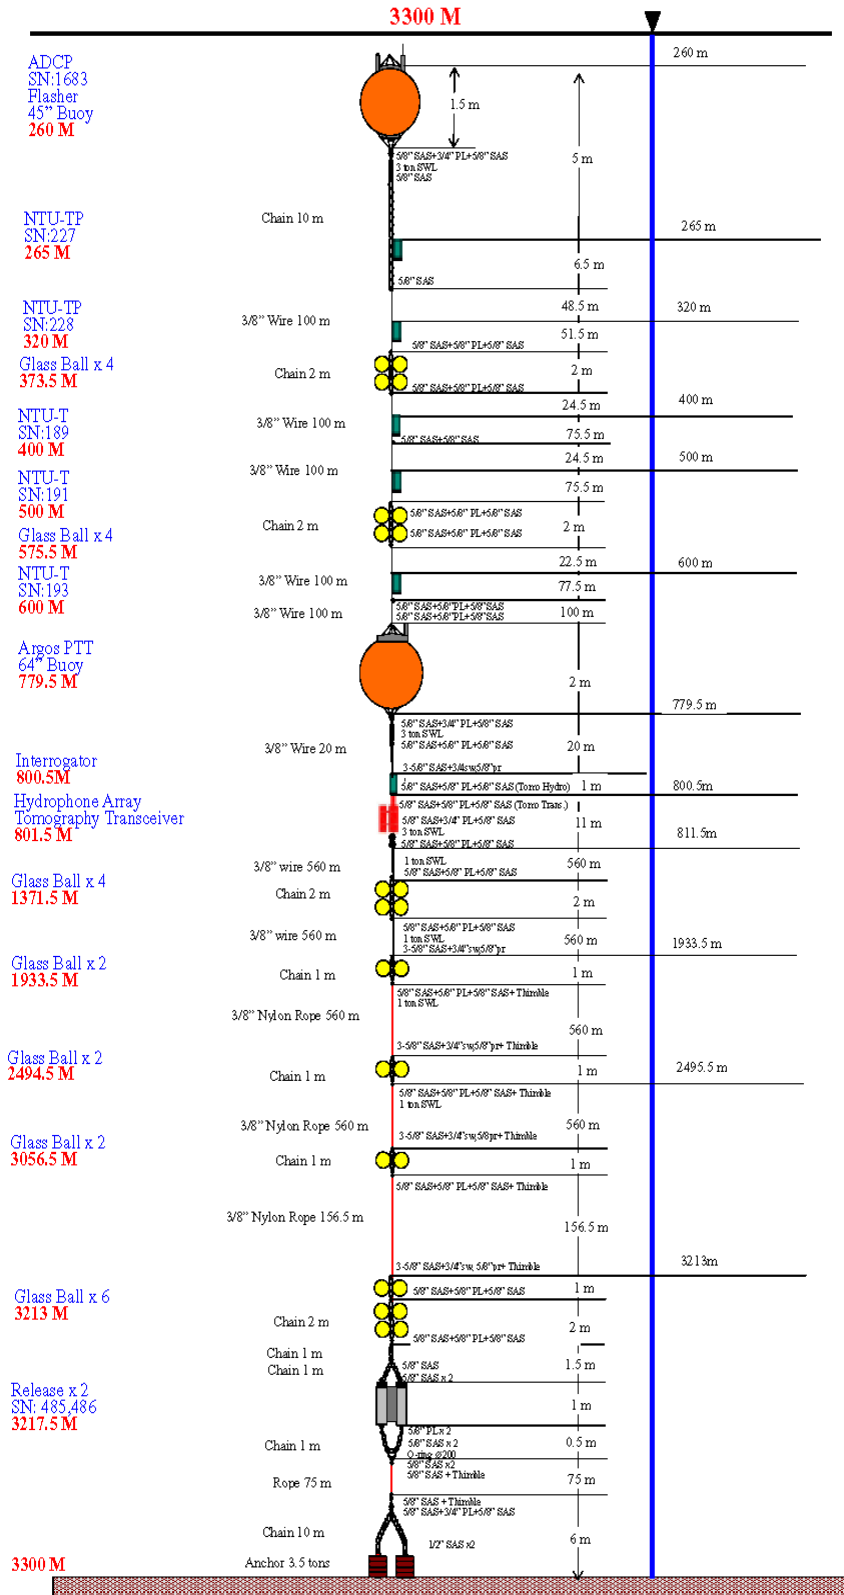 3300 M
ADCP
SN:1683
Flasher
45" Buoy
260 M
260 m
1.5 m
5/8" SAS+3/4" PL+5/8" SAS
3 ton SWL
5/8" SAS
5 m
Chain 10 m
NTU-TP
SN:227
265 M
265 m
6.5 m
5/8" SAS
NTU-TP
SN:228
320 M
3/8" Wire 100 m
48.5 m
320 m
51.5 m
5/8" SAS+5/8" PL+5/8" SAS
Glass Ball x 4
373.5 M
Chain 2 m
2 m
5/8" SAS+5/8" PL+5/8" SAS
24.5 m
400 m
NTU-T
SN:189
400 M
3/8" Wire 100 m
75.5 m
5/8" SAS+5/8" SAS
24.5 m
500 m
3/8" Wire 100 m
NTU-T
SN:191
500 M
75.5 m
5/8" SAS+5/8" PL+5/8" SAS
Chain 2 m
2 m
5/8" SAS+5/8" PL+5/8" SAS
Glass Ball x 4
575.5 M
22.5 m
600 m
NTU-T
SN:193
600 M
3/8" Wire 100 m
77.5 m
5/8" SAS+5/8" PL+5/8" SAS
3/8" Wire 100 m
5/8" SAS+5/8" PL+5/8" SAS
100 m
Argos PTT
64" Buoy
779.5 M
2 m
779.5 m
5/8" SAS+3/4" PL+5/8" SAS
3 ton SWL
5/8" SAS+5/8" PL+5/8" SAS
3/8" Wire 20 m
20 m
3-5/8" SAS+3/4sw,5/8"pr
Interrogator
800.5M
5/8" SAS+5/8" PL+5/8" SAS (Tomo Hydro)
1 m
800.5m
Hydrophone Array
Tomography Transceiver
801.5 M
5/8" SAS+5/8" PL+5/8" SAS (Tomo Trans.)
5/8" SAS+3/4" PL+5/8" SAS
3 ton SWL
5/8" SAS+5/8" PL+5/8" SAS
11 m
811.5m
3/8" wire 560 m
1 ton SWL
5/8" SAS+5/8" PL+5/8" SAS
560 m
Glass Ball x 4
1371.5 M
Chain 2 m
2 m
3/8" wire 560 m
5/8" SAS+5/8" PL+5/8" SAS
1 ton SWL
3-5/8" SAS+3/4"sw,5/8"pr
560 m
1933.5 m
Glass Ball x 2
1933.5 M
Chain 1 m
1 m
5/8" SAS+5/8" PL+5/8" SAS+ Thimble
1 ton SWL
3/8" Nylon Rope 560 m
560 m
3-5/8" SAS+3/4"sw,5/8"pr+ Thimble
Glass Ball x 2
2494.5 M
Chain 1 m
1 m
2495.5 m
5/8" SAS+5/8" PL+5/8" SAS+ Thimble
1 ton SWL
3/8" Nylon Rope 560 m
560 m
3-5/8" SAS+3/4"sw,5/8pr+ Thimble
Glass Ball x 2
3056.5 M
Chain 1 m
1 m
5/8" SAS+5/8" PL+5/8" SAS+ Thimble
3/8" Nylon Rope 156.5 m
156.5 m
3-5/8" SAS+3/4"sw, 5/8"pr+ Thimble
3213m
Glass Ball x 6
3213 M
5/8" SAS+5/8" PL+5/8" SAS
1 m
Chain 2 m
2 m
5/8" SAS+5/8" PL+5/8" SAS
Chain 1 m
Chain 1 m
5/8" SAS
5/8" SAS x 2
1.5 m
Release x 2
SN: 485,486
3217.5 M
1 m
5/8" PL x 2
5/8" SAS x 2
O-ring Ø200
Chain 1 m
0.5 m
5/8" SAS x2
5/8" SAS + Thimble
Rope 75 m
75 m
5/8" SAS + Thimble
5/8" SAS+3/4" PL+5/8" SAS
Chain 10 m
1/2" SAS x2
6 m
3300 M
Anchor 3.5 tons